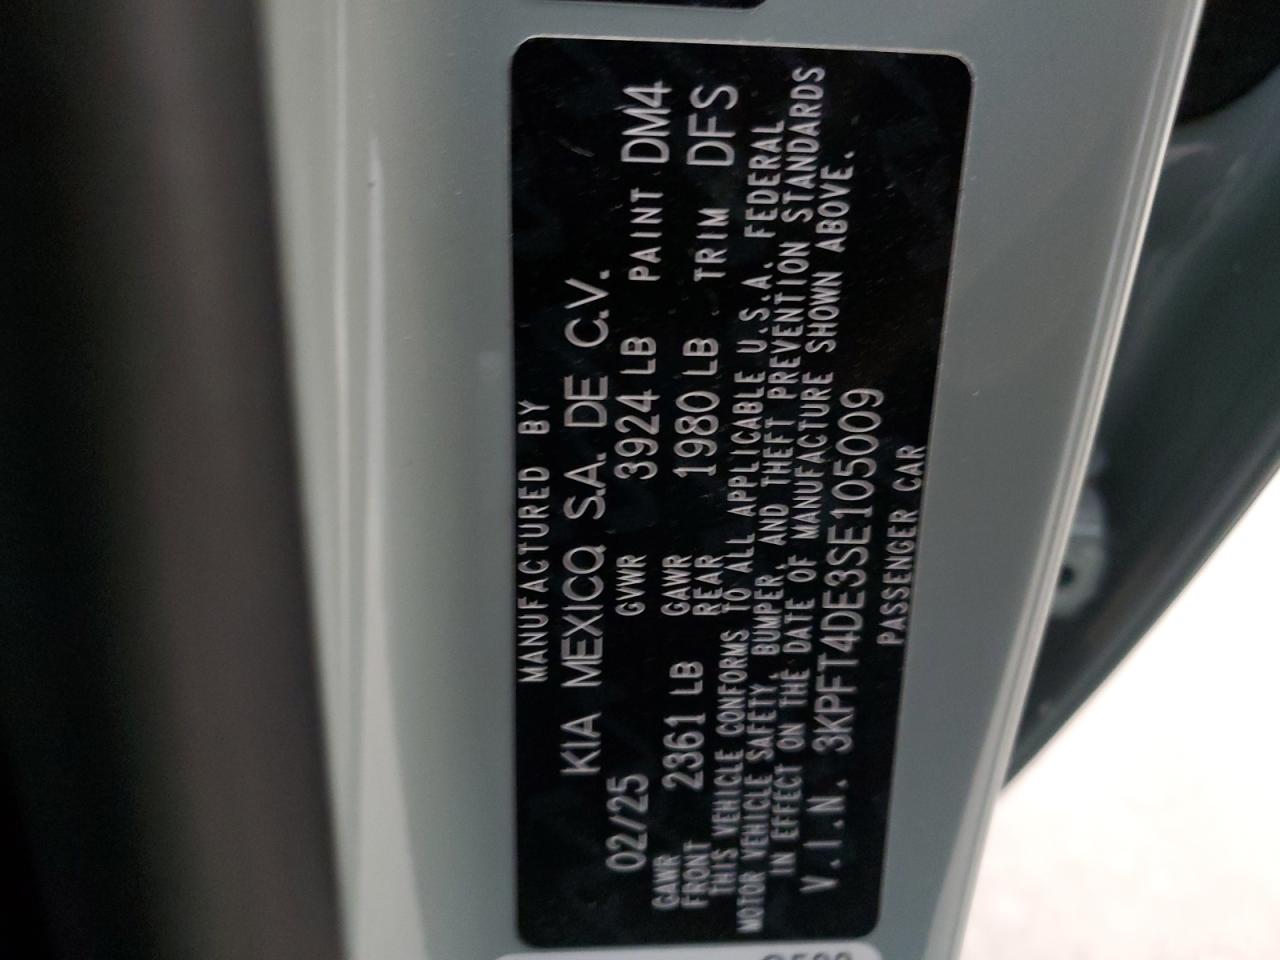 MANUFACTURED BY
KIA MEXICO, S.A. DE C.V.
02/25 GVWR 3924 LB PAINT DM4
GAWR FRONT 2361 LB GAWR REAR 1980 LB TRIM DFS
THIS VEHICLE CONFORMS TO ALL APPLICABLE U.S.A. FEDERAL
MOTOR VEHICLE SAFETY, BUMPER, AND THEFT PREVENTION STANDARDS
IN EFFECT ON THE DATE OF MANUFACTURE SHOWN ABOVE.
V.I.N. 3KPFT4DE3SE105009
PASSENGER CAR